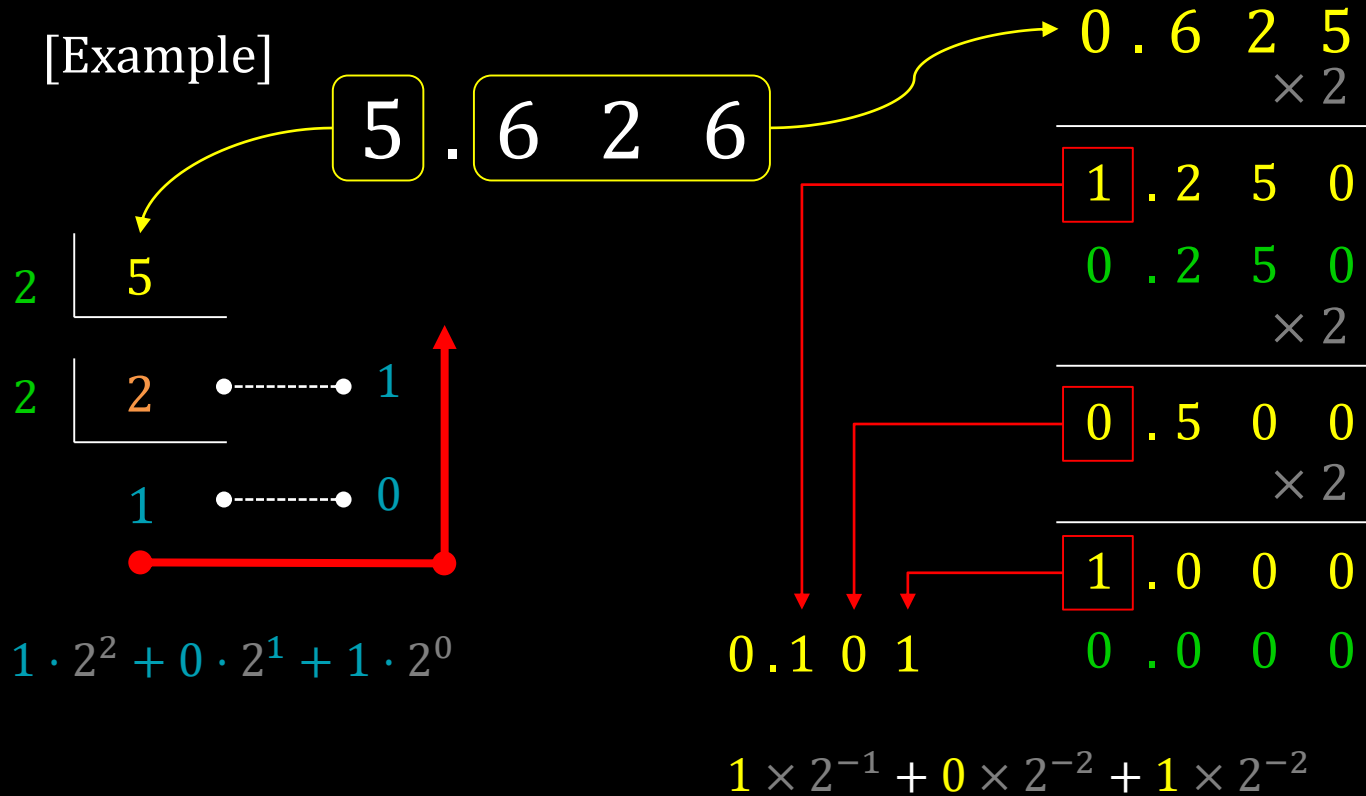 [Example]
5 . 6 2 6
2 5
2 2 1
1 0
1 · 2² + 0 · 2¹ + 1 · 2⁰
0 . 6 2 5
× 2
1 . 2 5 0
0 . 2 5 0
× 2
0 . 5 0 0
× 2
1 . 0 0 0
0 . 0 0 0
0 . 1 0 1
1 × 2⁻¹ + 0 × 2⁻² + 1 × 2⁻²